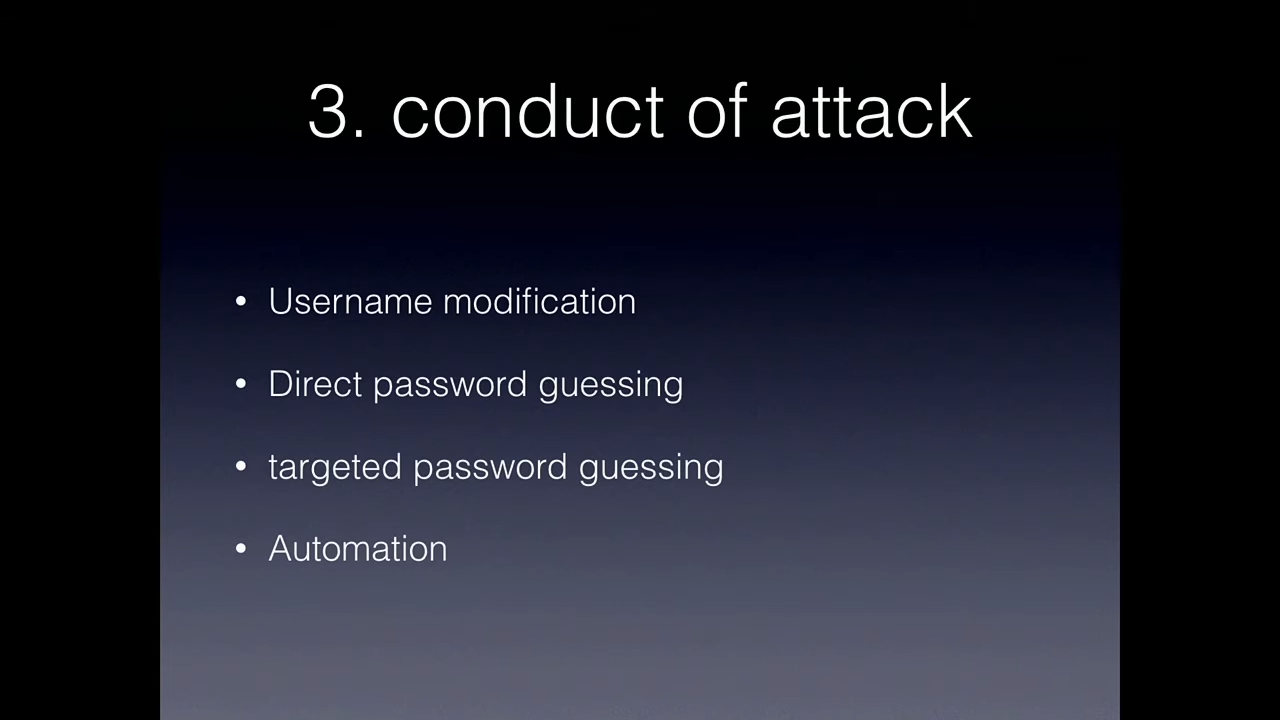 3. conduct of attack
• Username modification
• Direct password guessing
• targeted password guessing
• Automation